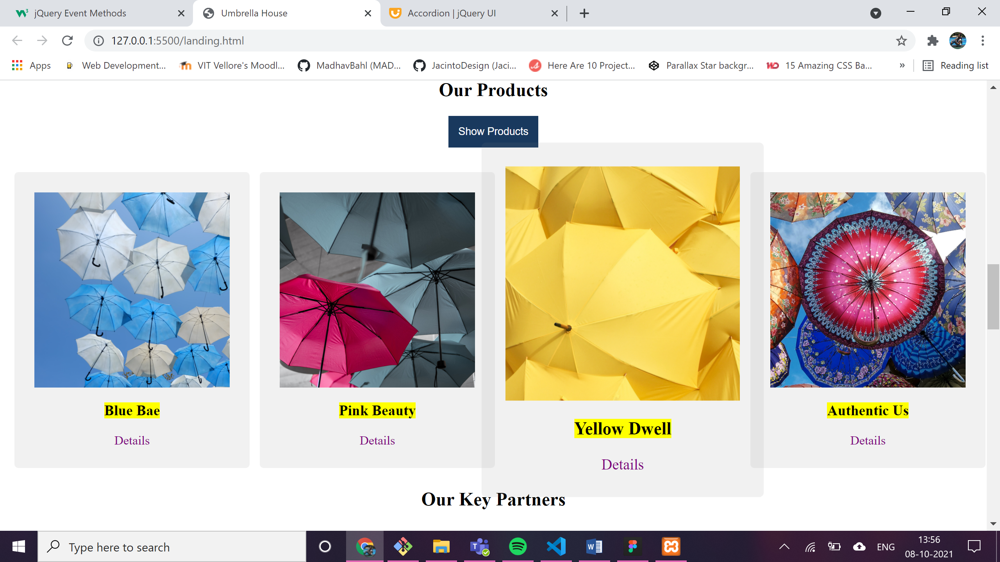 jQuery Event Methods
Umbrella House
Accordion | jQuery UI
127.0.0.1:5500/landing.html
Apps
Web Development...
VIT Vellore's Moodl...
MadhavBahl (MAD...
JacintoDesign (Jaci...
Here Are 10 Project...
Parallax Star backgr...
15 Amazing CSS Ba...
»
Reading list
Our Products
Show Products
Blue Bae
Details
Pink Beauty
Details
Yellow Dwell
Details
Authentic Us
Details
Our Key Partners
Type here to search
ENG
13:56
08-10-2021